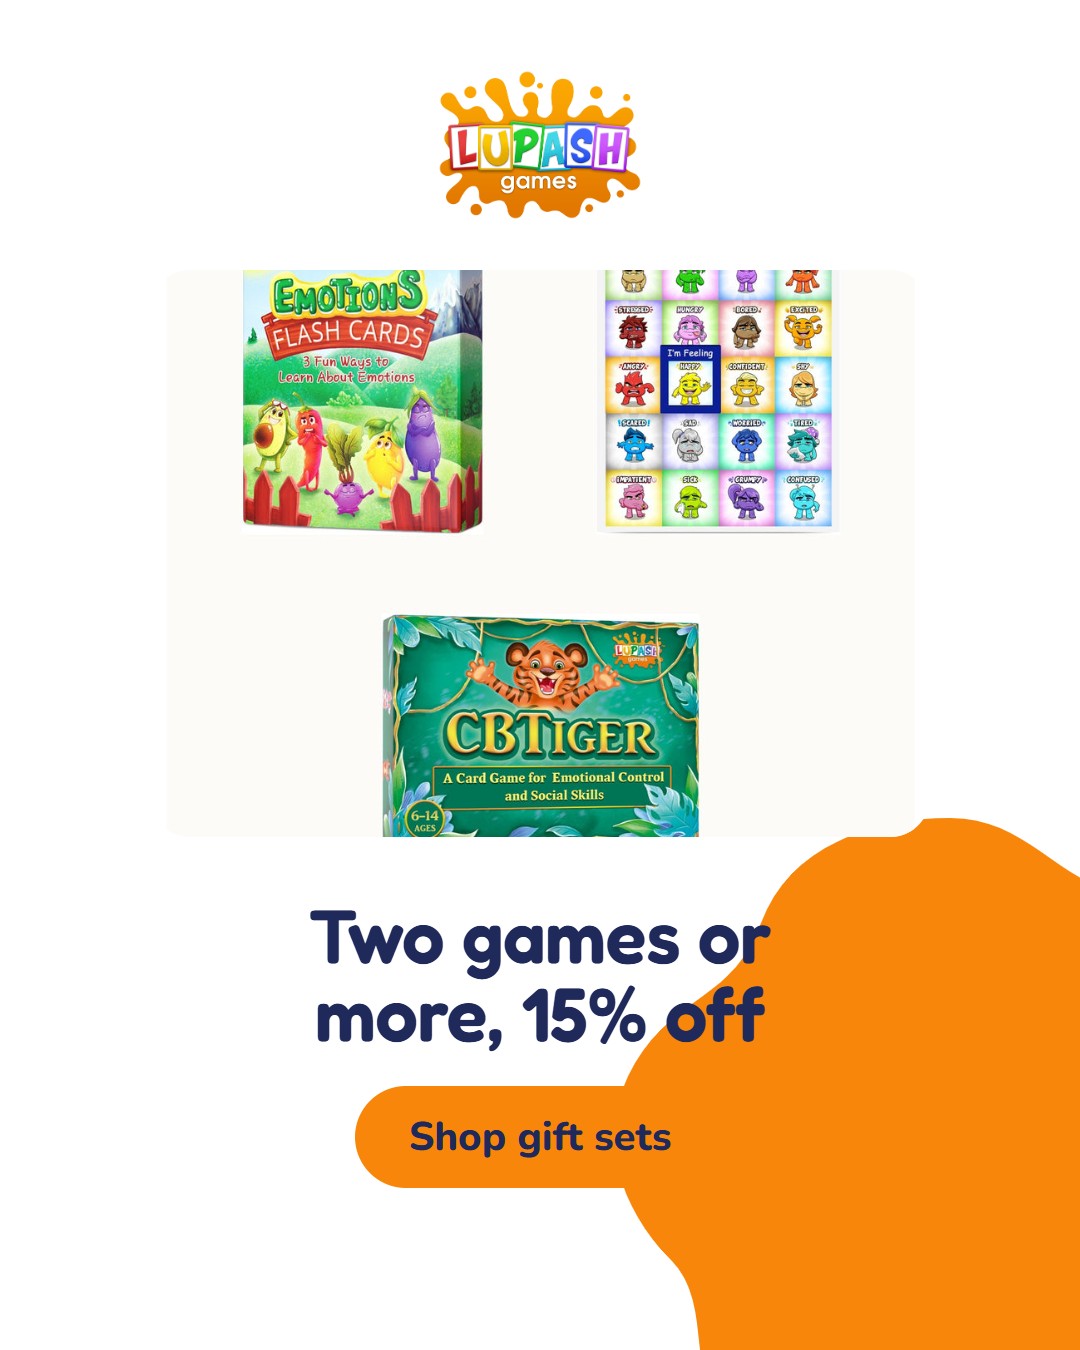 LUPASH
games
EMOTIONS
FLASH CARDS
3 Fun Ways to
Learn About Emotions
STRESSED HUNGRY BORED EXCITED
I'm Feeling
ANGRY HAPPY CONFIDENT SHY
SCARED SAD WORRIED TIRED
IMPATIENT SICK GRUMPY CONFUSED
LUPASH
games
CBTIGER
A Card Game for Emotional Control
and Social Skills
6–14
AGES
Two games or
more, 15% off
Shop gift sets